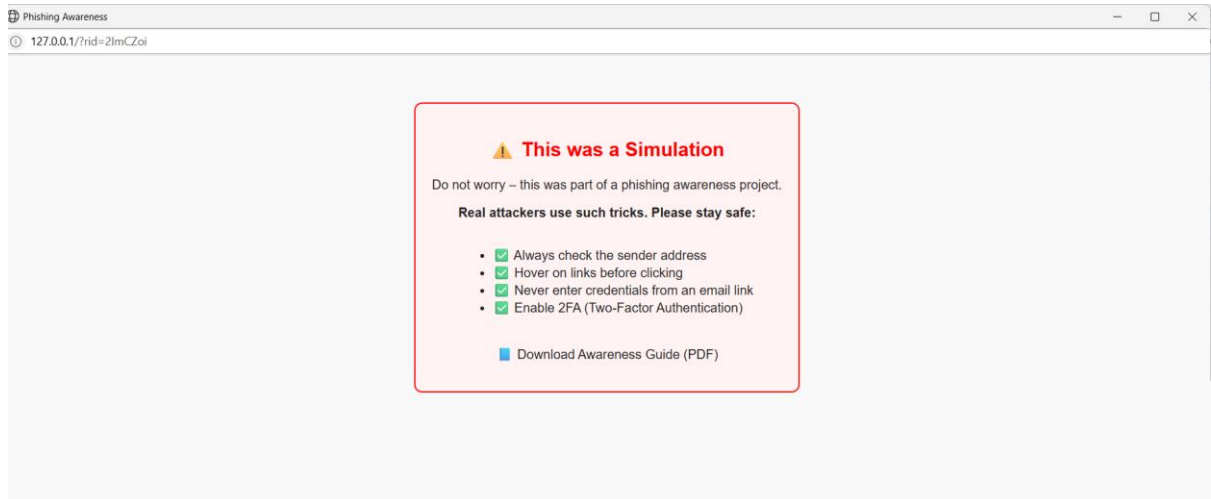 Phishing Awareness
127.0.0.1/?rid=2ImCZoi
⚠️ This was a Simulation
Do not worry – this was part of a phishing awareness project.
Real attackers use such tricks. Please stay safe:
• ✅ Always check the sender address
• ✅ Hover on links before clicking
• ✅ Never enter credentials from an email link
• ✅ Enable 2FA (Two-Factor Authentication)
📘 Download Awareness Guide (PDF)